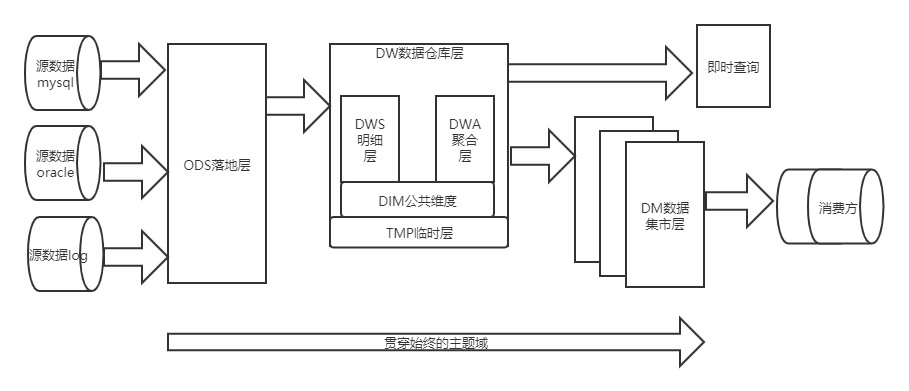 源数据
mysql
源数据
oracle
源数据log
ODS落地层
DW数据仓库层
DWS
明细
层
DWA
聚合
层
DIM公共维度
TMP临时层
即时查询
DM数据
集市层
消费方
贯穿始终的主题域